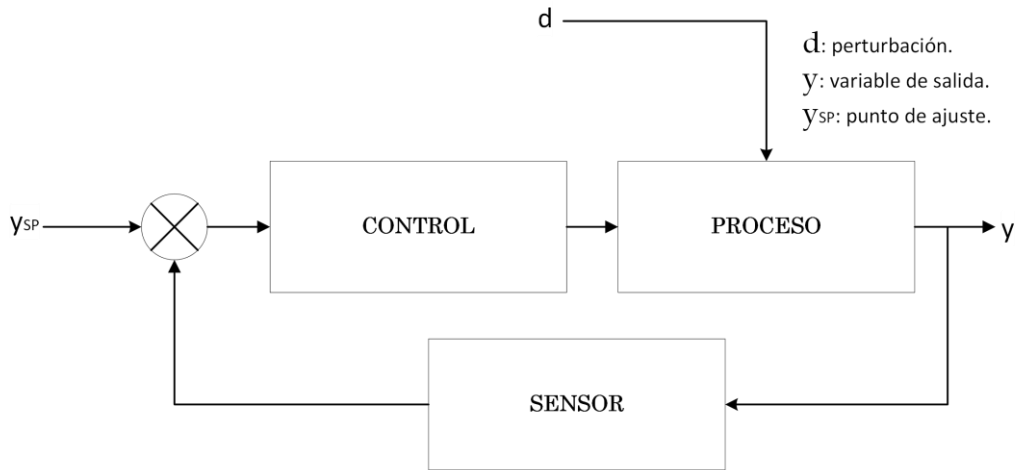 d
d: perturbación.
y: variable de salida.
ySP: punto de ajuste.
ySP
CONTROL
PROCESO
y
SENSOR